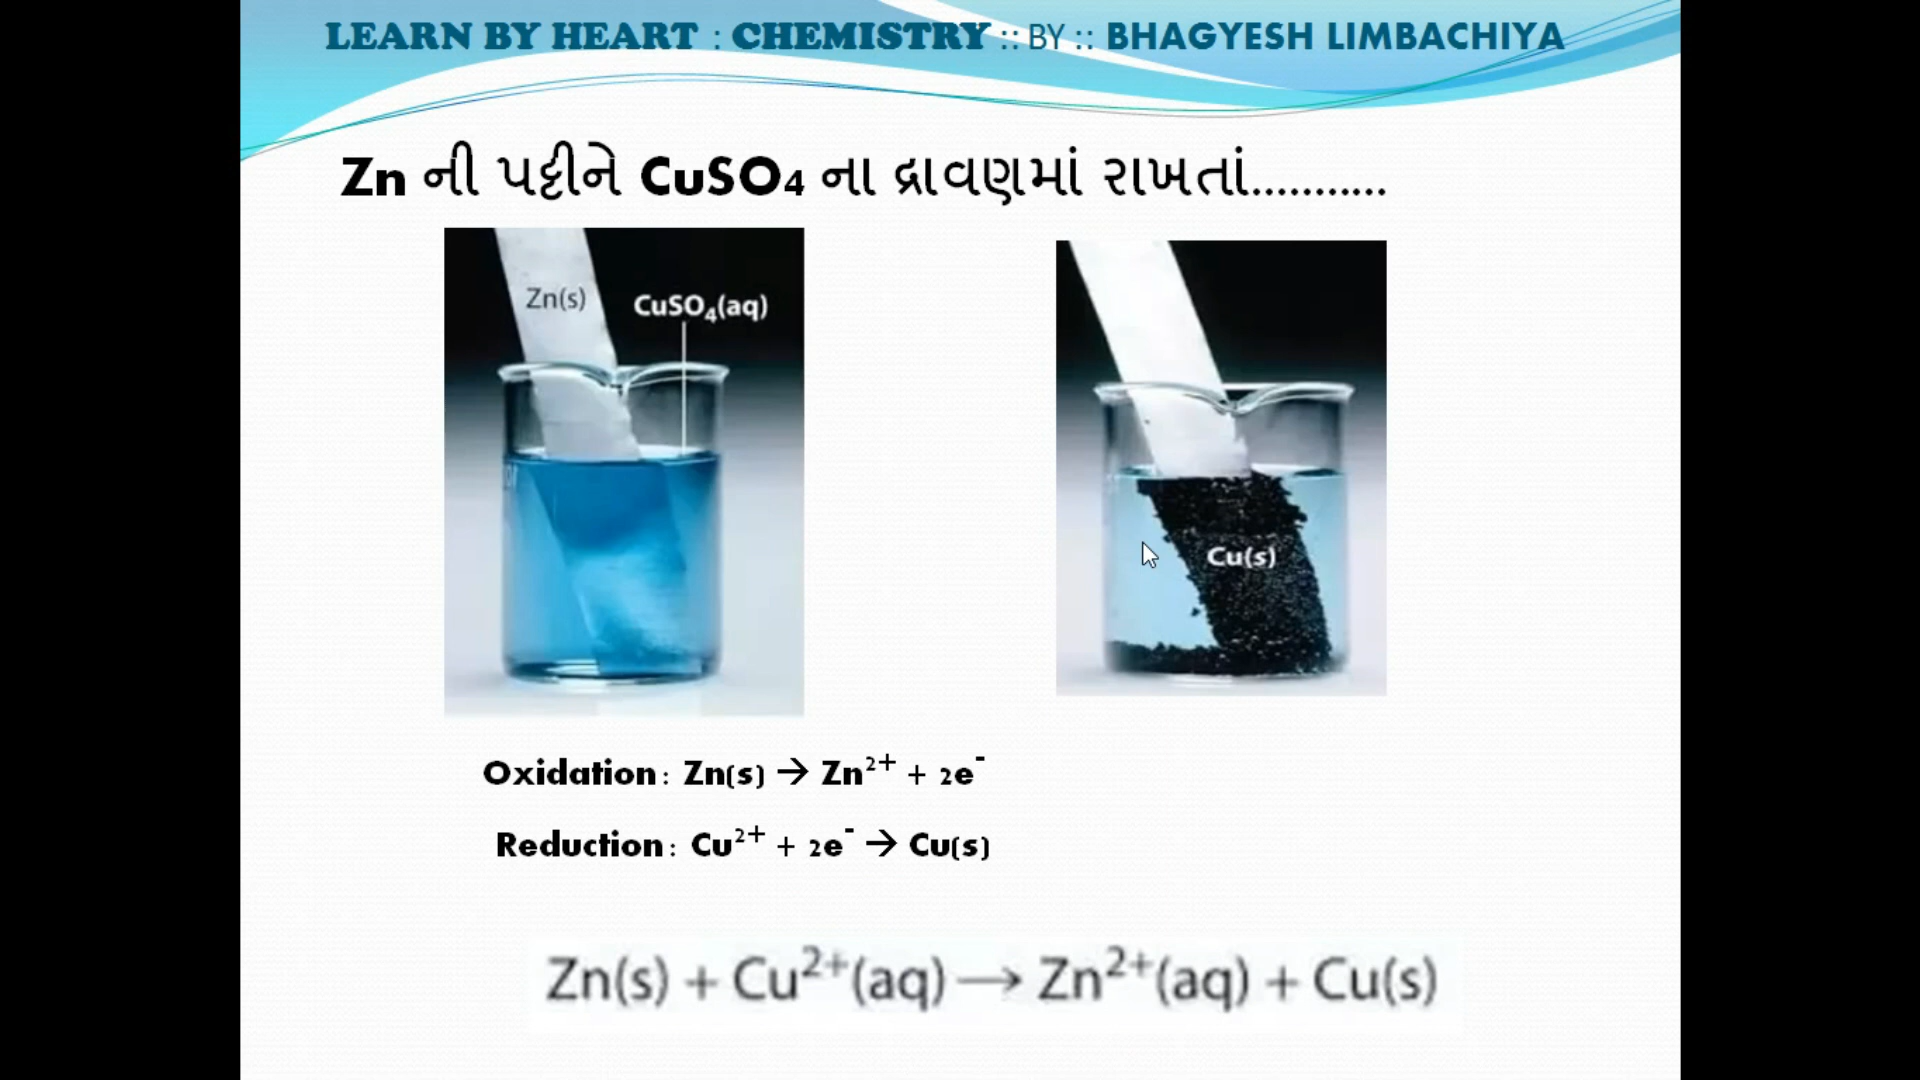 LEARN BY HEART : CHEMISTRY :: BY :: BHAGYESH LIMBACHIYA
Zn ની પટ્ટીને CuSO4 ના દ્રાવણમાં રાખતાં...........
Zn(s)
CuSO₄(aq)
Cu(s)
Oxidation : Zn(s) → Zn²⁺ + 2e⁻
Reduction : Cu²⁺ + 2e⁻ → Cu(s)
Zn(s) + Cu²⁺(aq) → Zn²⁺(aq) + Cu(s)